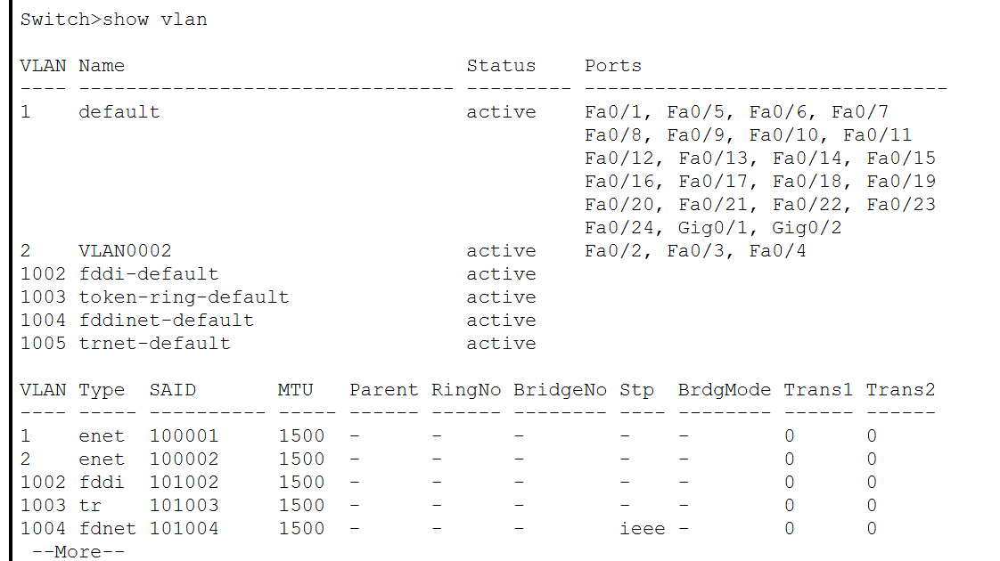 Switch>show vlan
VLAN Name                             Status    Ports
---- -------------------------------- --------- -------------------------------
1    default                          active    Fa0/1, Fa0/5, Fa0/6, Fa0/7
                                                Fa0/8, Fa0/9, Fa0/10, Fa0/11
                                                Fa0/12, Fa0/13, Fa0/14, Fa0/15
                                                Fa0/16, Fa0/17, Fa0/18, Fa0/19
                                                Fa0/20, Fa0/21, Fa0/22, Fa0/23
                                                Fa0/24, Gig0/1, Gig0/2
2    VLAN0002                         active    Fa0/2, Fa0/3, Fa0/4
1002 fddi-default                     active
1003 token-ring-default               active
1004 fddinet-default                  active
1005 trnet-default                    active
VLAN Type  SAID       MTU   Parent RingNo BridgeNo Stp  BrdgMode Trans1 Trans2
---- ----- ---------- ----- ------ ------ -------- ---- -------- ------ ------
1    enet  100001     1500  -      -      -        -    -        0      0
2    enet  100002     1500  -      -      -        -    -        0      0
1002 fddi  101002     1500  -      -      -        -    -        0      0
1003 tr    101003     1500  -      -      -        -    -        0      0
1004 fdnet 101004     1500  -      -      -        ieee -        0      0
 --More--